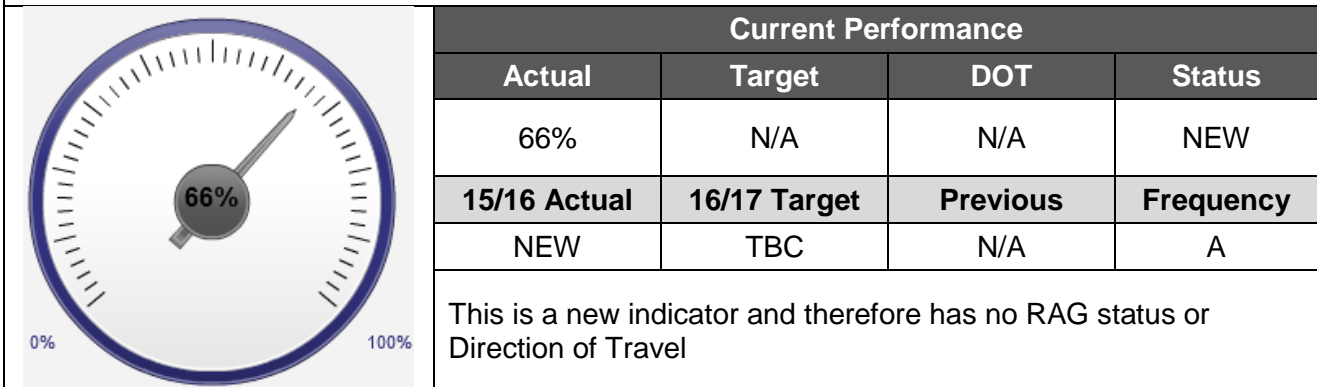 66%
0%
100%
Current Performance
Actual Target DOT Status
66% N/A N/A NEW
15/16 Actual 16/17 Target Previous Frequency
NEW TBC N/A A
This is a new indicator and therefore has no RAG status or
Direction of Travel